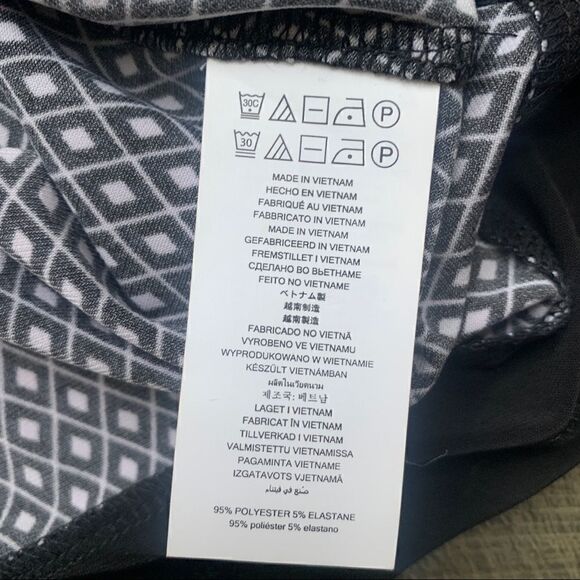 30C P
30 P
MADE IN VIETNAM
HECHO EN VIETNAM
FABRIQUÉ AU VIETNAM
FABBRICATO IN VIETNAM
MADE IN VIETNAM
GEFABRICEERD IN VIETNAM
FREMSTILLET I VIETNAM
СДЕЛАНО ВО ВЬЕТНАМЕ
FEITO NO VIETNAME
ベトナム製
越南制造
越南製造
FABRICADO NO VIETNÃ
VYROBENO VE VIETNAMU
WYPRODUKOWANO W WIETNAMIE
KÉSZÜLT VIETNÁMBAN
ผลิตในเวียดนาม
제조국: 베트남
LAGET I VIETNAM
FABRICAT ÎN VIETNAM
TILLVERKAD I VIETNAM
VALMISTETTU VIETNAMISSA
PAGAMINTA VIETNAME
IZGATAVOTS VJETNAMĀ
صنع في فيتنام
95% POLYESTER 5% ELASTANE
95% poliéster 5% elastano